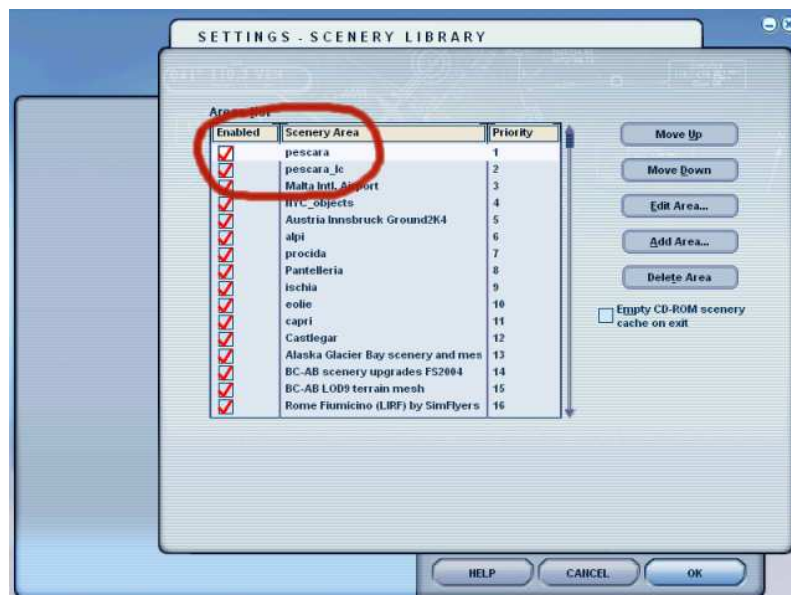 SETTINGS - SCENERY LIBRARY
Areas list
Enabled Scenery Area Priority
pescara 1
pescara_lc 2
Malta Intl. Airport 3
NYC_objects 4
Austria Innsbruck Ground2K4 5
alpi 6
procida 7
Pantelleria 8
ischia 9
eolie 10
capri 11
Castlegar 12
Alaska Glacier Bay scenery and mes 13
BC-AB scenery upgrades FS2004 14
BC-AB LOD9 terrain mesh 15
Rome Fiumicino (LIRF) by SimFlyers 16
Move Up
Move Down
Edit Area...
Add Area...
Delete Area
Empty CD-ROM scenery
cache on exit
HELP CANCEL OK